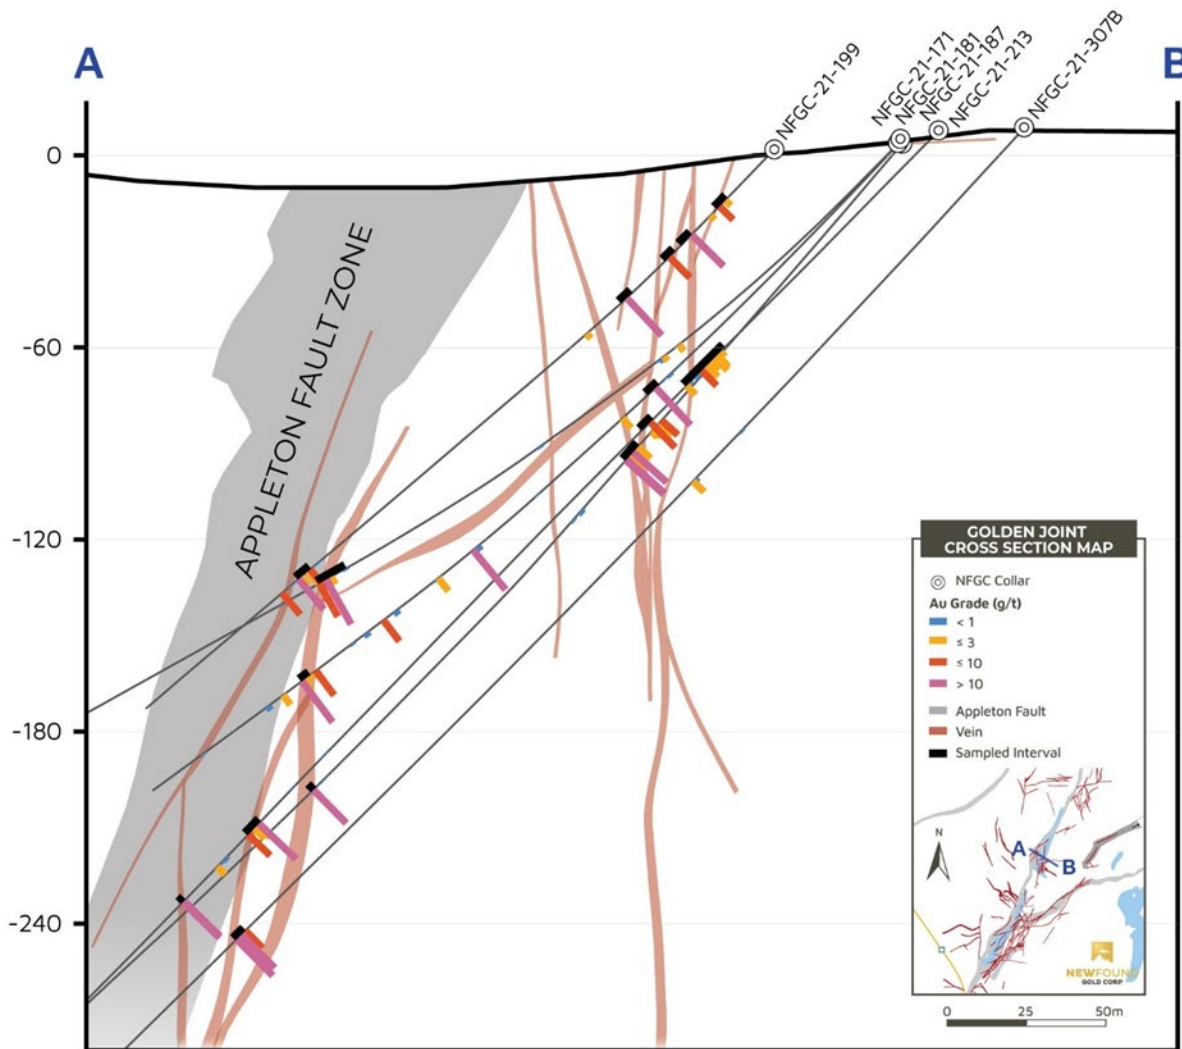 A
B
NFGC-21-199
NFGC-21-171
NFGC-21-181
NFGC-21-187
NFGC-21-213
NFGC-21-307B
0
-60
-120
-180
-240
APPLETON FAULT ZONE
GOLDEN JOINT
CROSS SECTION MAP
NFGC Collar
Au Grade (g/t)
< 1
≤ 3
≤ 10
> 10
Appleton Fault
Vein
Sampled Interval
N
A
B
NEWFOUND
GOLD CORP
0 25 50m